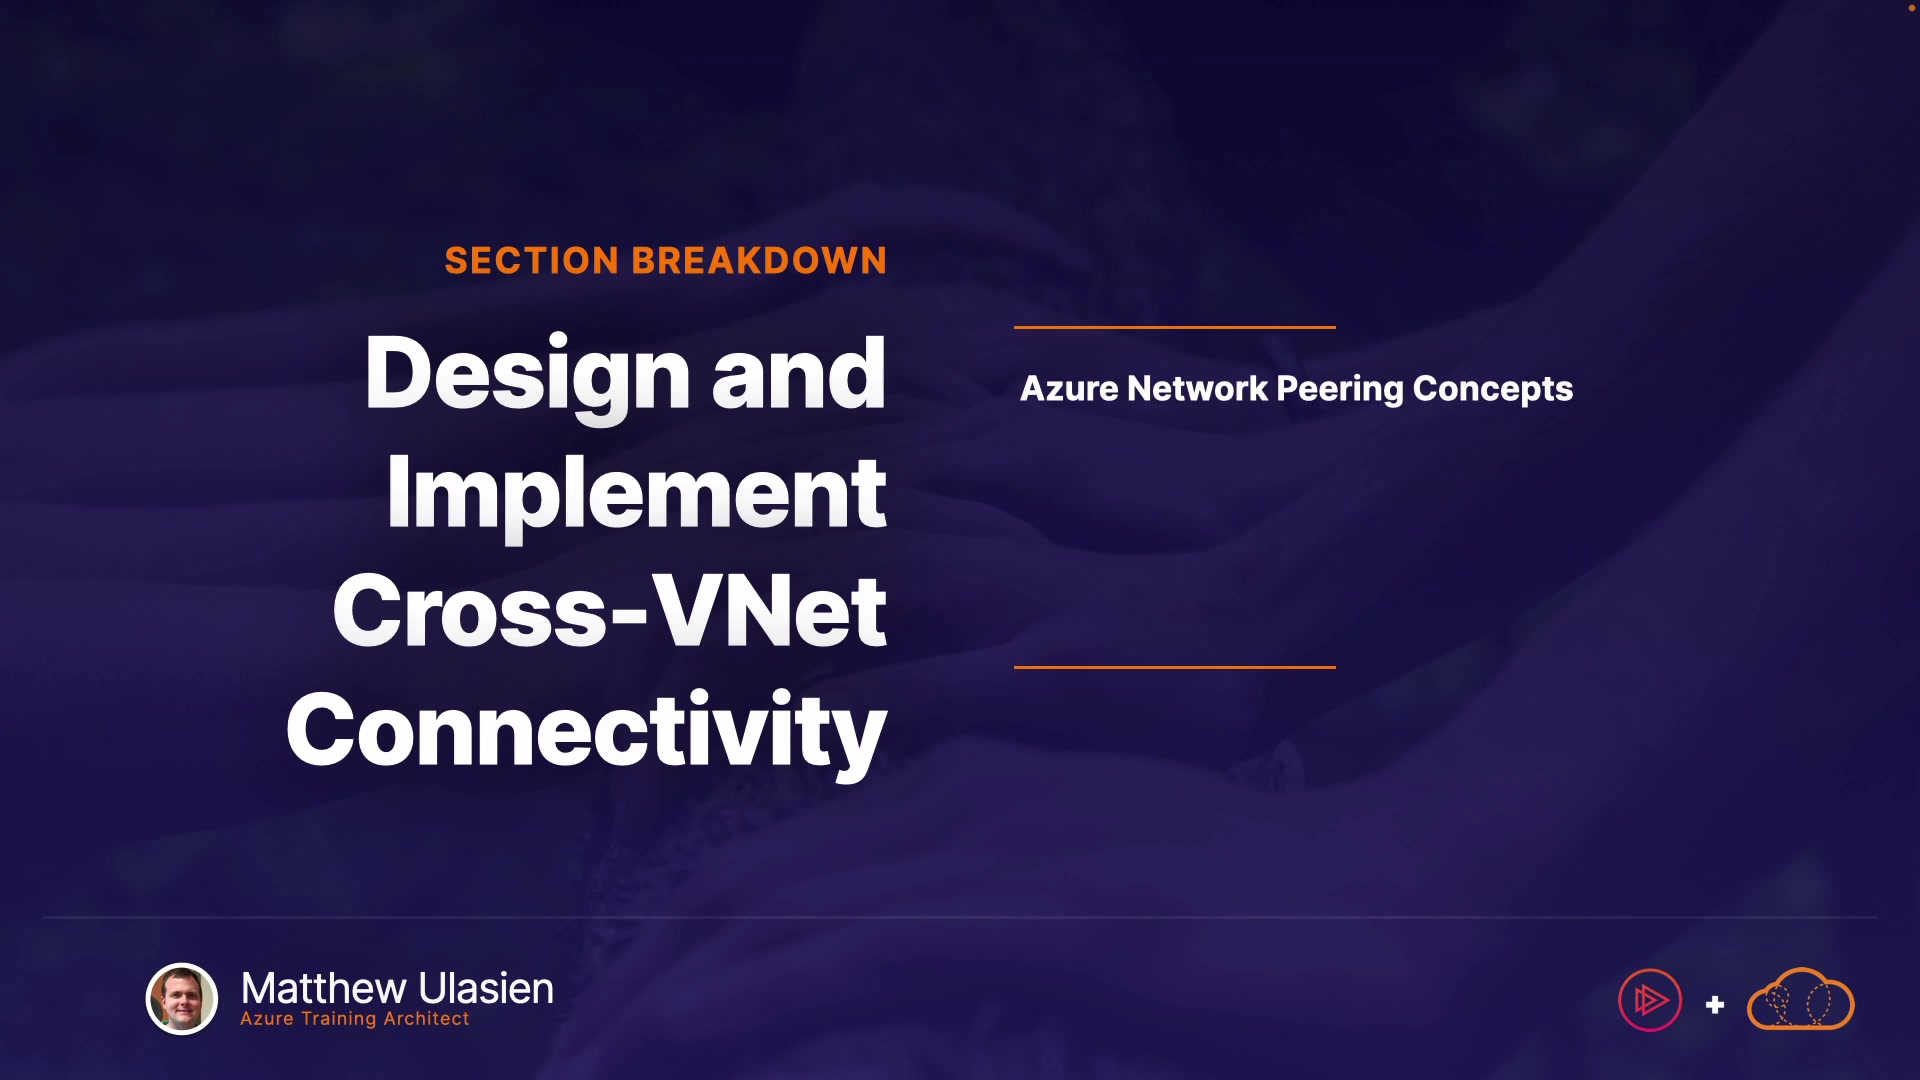 SECTION BREAKDOWN
Design and
Implement
Cross-VNet
Connectivity
Azure Network Peering Concepts
Matthew Ulasien
Azure Training Architect